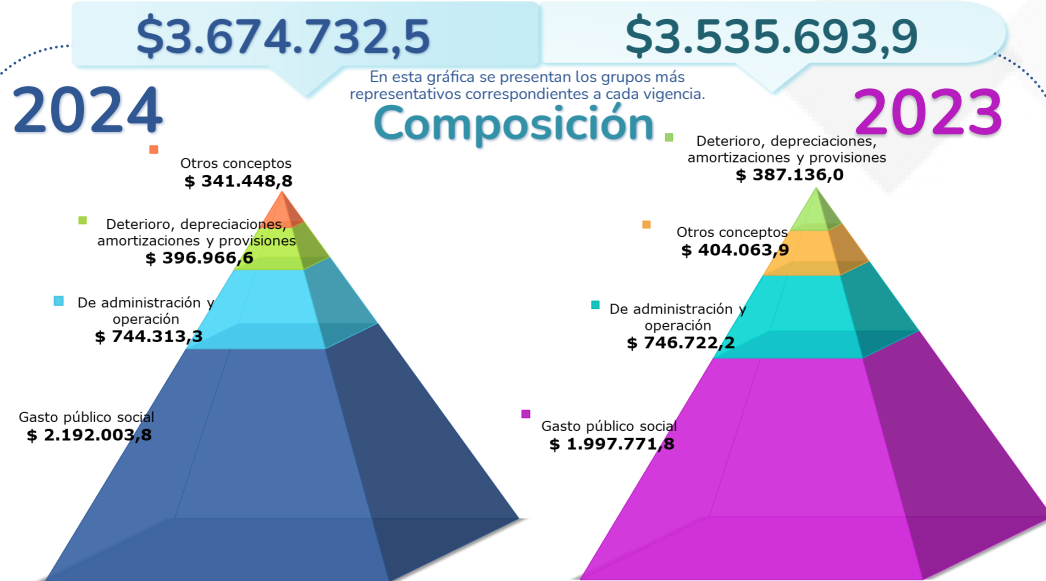 $3.674.732,5
$3.535.693,9
En esta gráfica se presentan los grupos más
representativos correspondientes a cada vigencia.
2024
Composición
2023
Otros conceptos
$ 341.448,8
Deterioro, depreciaciones,
amortizaciones y provisiones
$ 396.966,6
De administración y
operación
$ 744.313,3
Gasto público social
$ 2.192.003,8
Deterioro, depreciaciones,
amortizaciones y provisiones
$ 387.136,0
Otros conceptos
$ 404.063,9
De administración y
operación
$ 746.722,2
Gasto público social
$ 1.997.771,8